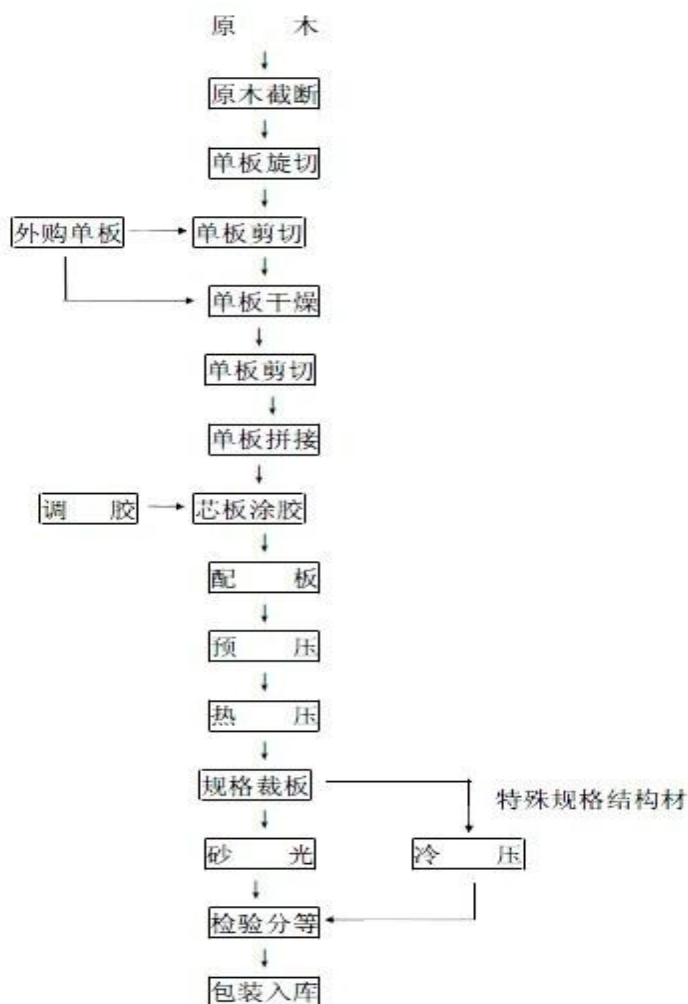 原 木
原木截断
单板旋切
外购单板 单板剪切
单板干燥
单板剪切
单板拼接
调 胶 芯板涂胶
配 板
预 压
热 压
规格裁板
特殊规格结构材
砂 光 冷 压
检验分等
包装入库